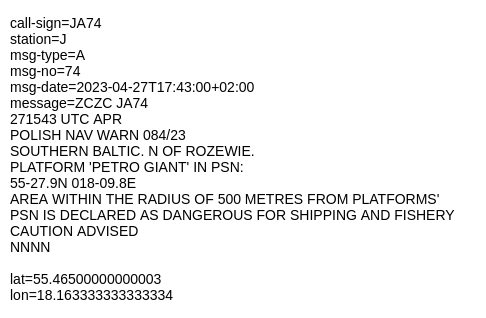 call-sign=JA74
station=J
msg-type=A
msg-no=74
msg-date=2023-04-27T17:43:00+02:00
message=ZCZC JA74
271543 UTC APR
POLISH NAV WARN 084/23
SOUTHERN BALTIC. N OF ROZEWIE.
PLATFORM 'PETRO GIANT' IN PSN:
55-27.9N 018-09.8E
AREA WITHIN THE RADIUS OF 500 METRES FROM PLATFORMS'
PSN IS DECLARED AS DANGEROUS FOR SHIPPING AND FISHERY
CAUTION ADVISED
NNNN

lat=55.46500000000003
lon=18.163333333333334